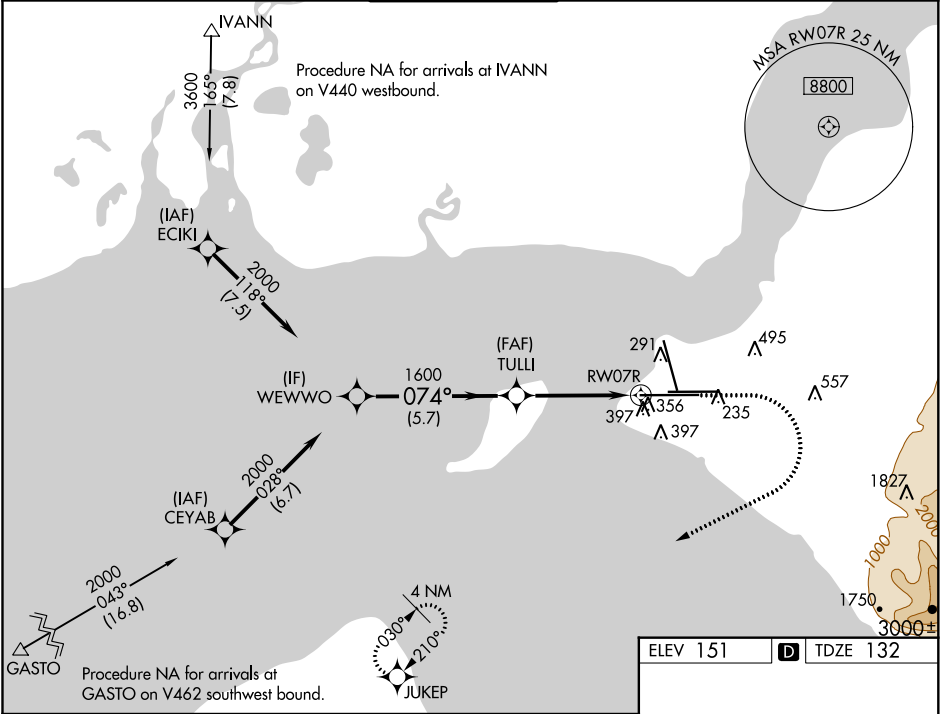 IVANN
3600
165°
(7.8)
Procedure NA for arrivals at IVANN
on V440 westbound.
MSA RW07R 25 NM
8800
(IAF)
ECIKI
2000
118°
(7.5)
(IF)
WEWWO
1600
074°
(5.7)
(FAF)
TULLI
RW07R
291
495
557
356
397
235
397
1827
2000
1000
1750
3000±
(IAF)
CEYAB
2000
028°
(6.7)
2000
043°
(16.8)
GASTO
Procedure NA for arrivals at
GASTO on V462 southwest bound.
4 NM
030°
210°
JUKEP
ELEV 151
D
TDZE 132